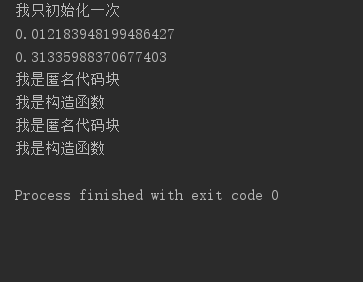 我只初始化一次
0.012183948199486427
0.31335988370677403
我是匿名代码块
我是构造函数
我是匿名代码块
我是构造函数
Process finished with exit code 0